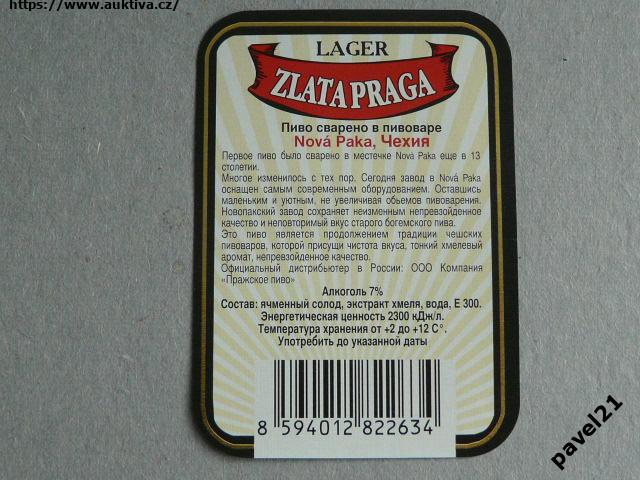 https://www.auktiva.cz/
LAGER
ZLATA PRAGA
Пиво сварено в пивоваре
Nová Paka, Чехия
Первое пиво было сварено в местечке Nová Paka еще в 13
столетии.
Многое изменилось с тех пор. Сегодня завод в Nová Paka
оснащен самым современным оборудованием. Оставшись
маленьким и уютным, не увеличивая обьемов пивоварения.
Новопакский завод сохраняет неизменным непревзойденное
качество и неповторимый вкус старого богемского пива.
Это пиво является продолжением традиции чешских
пивоваров, которой присущи чистота вкуса, тонкий хмелевый
аромат, непревзойденное качество.
Официальный дистрибьютер в России: ООО Компания
«Пражское пиво»
Алкоголь 7%
Состав: ячменный солод, экстракт хмеля, вода, Е 300.
Энергетическая ценность 2300 кДж/л.
Температура хранения от +2 до +12 С°.
Употребить до указанной даты
8 594012 822634
pavel21